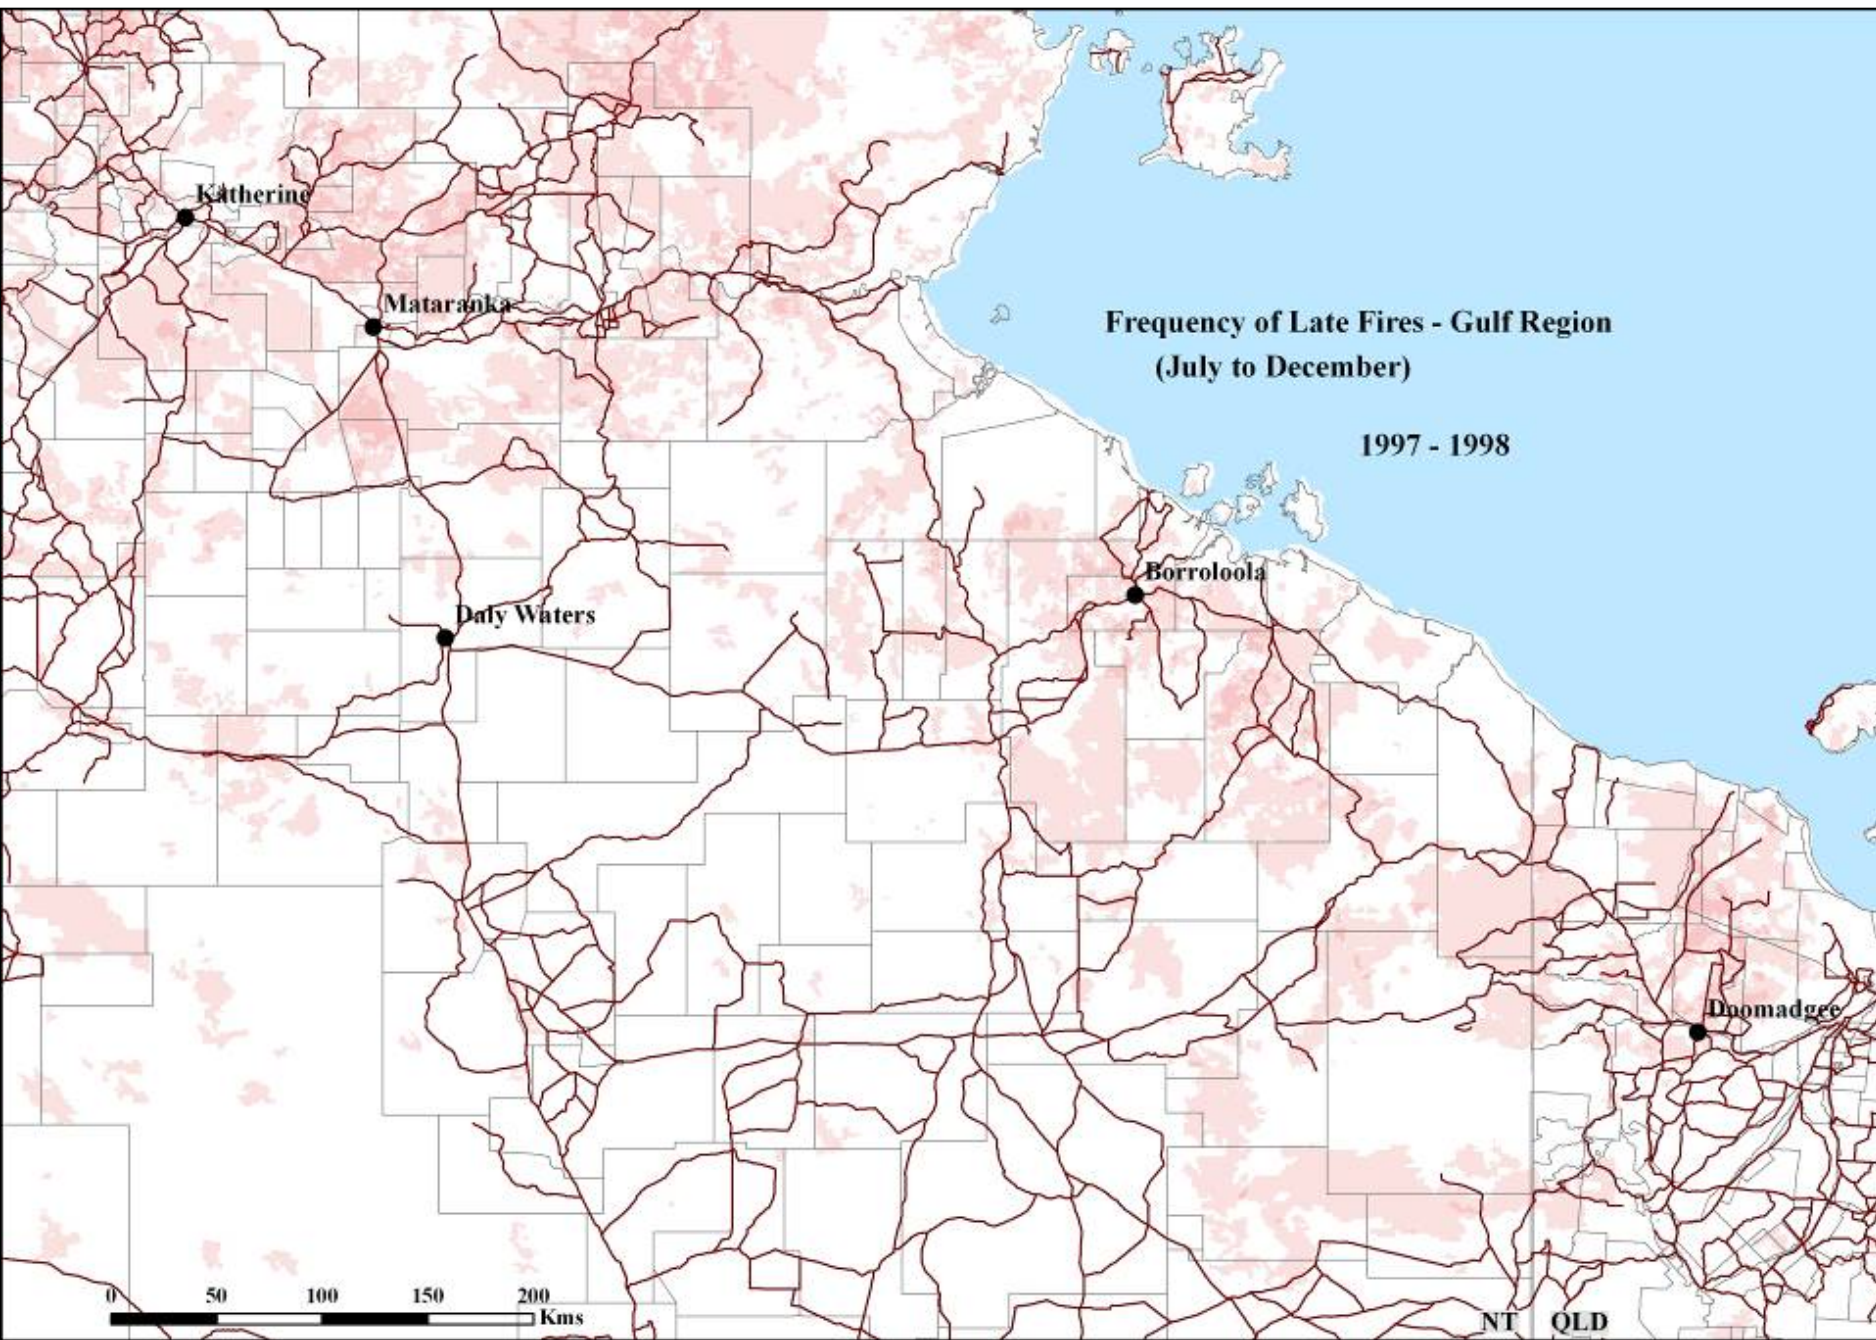 Katherine
Mataranka
Frequency of Late Fires - Gulf Region
(July to December)
1997 - 1998
Borroloola
Daly Waters
Doomadgee
0 50 100 150 200
Kms
NT QLD